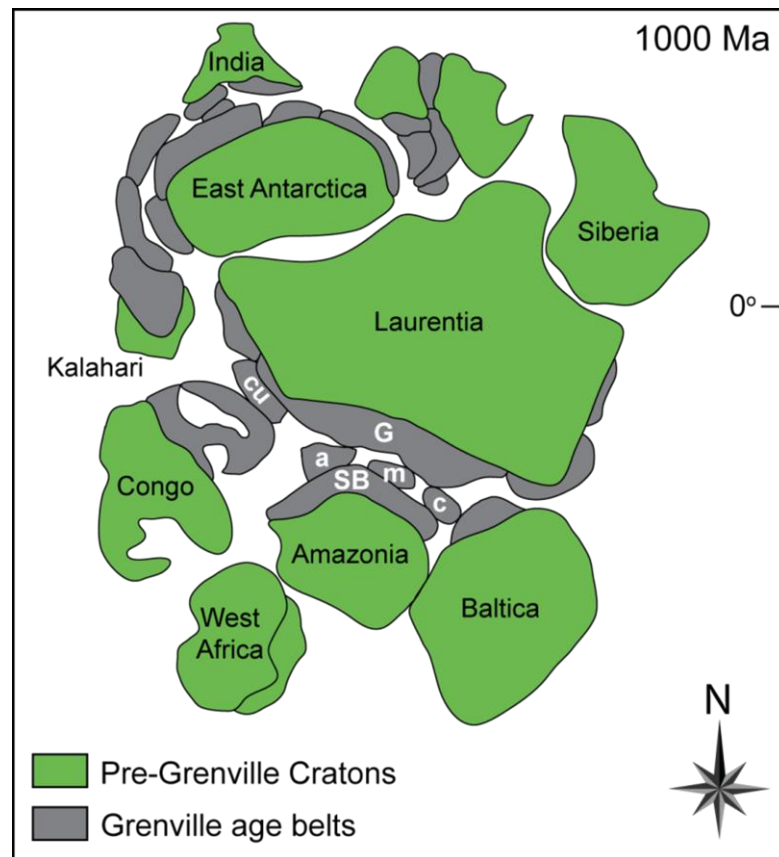 1000 Ma
India
East Antarctica
Siberia
Laurentia
0° –
Kalahari
cu
G
a
SB
m
c
Congo
Amazonia
Baltica
West
Africa
N
Pre-Grenville Cratons
Grenville age belts